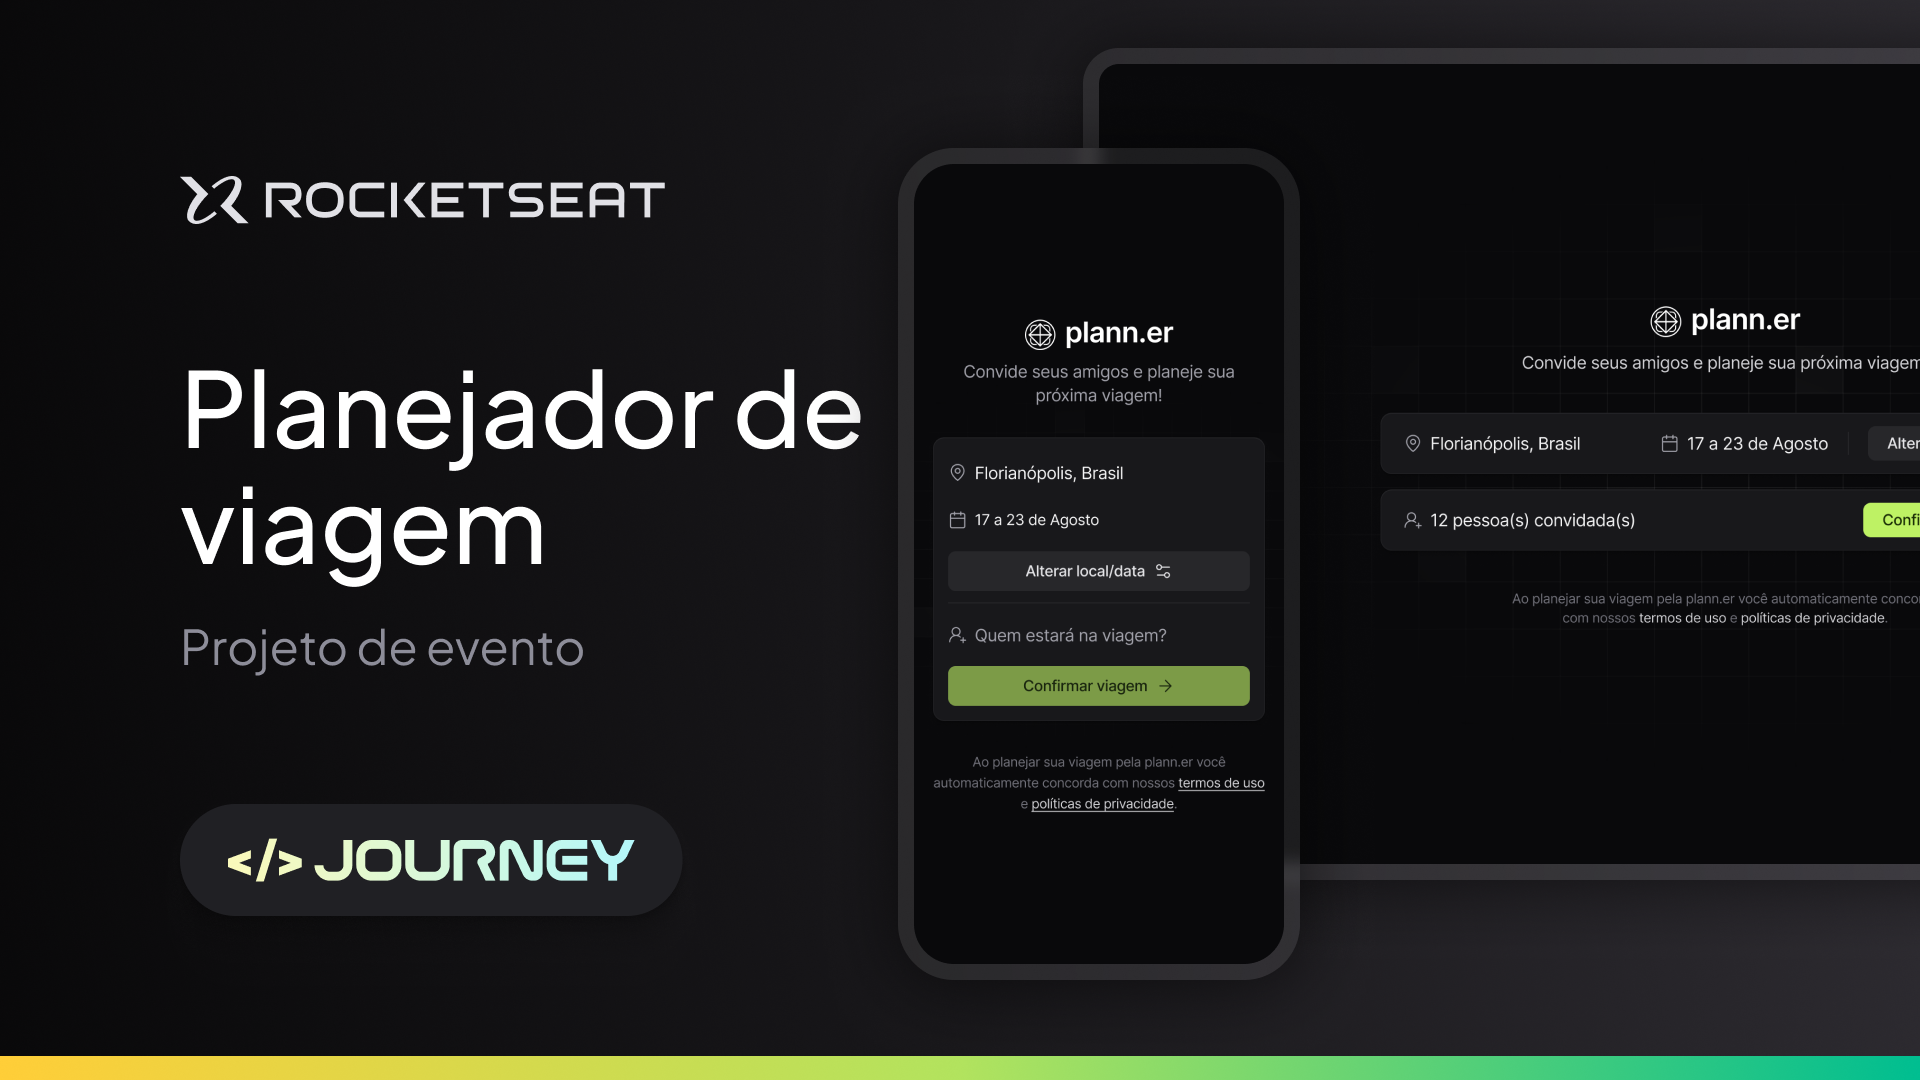 ROCKETSEAT
Planejador de
viagem
Projeto de evento
</> JOURNEY
plann.er
Convide seus amigos e planeje sua
próxima viagem!
Florianópolis, Brasil
17 a 23 de Agosto
Alterar local/data
Quem estará na viagem?
Confirmar viagem
Ao planejar sua viagem pela plann.er você
automaticamente concorda com nossos termos de uso
e políticas de privacidade.
plann.er
Convide seus amigos e planeje sua próxima viagem
Florianópolis, Brasil
17 a 23 de Agosto
Alter
12 pessoa(s) convidada(s)
Confi
Ao planejar sua viagem pela plann.er você automaticamente conco
com nossos termos de uso e políticas de privacidade.